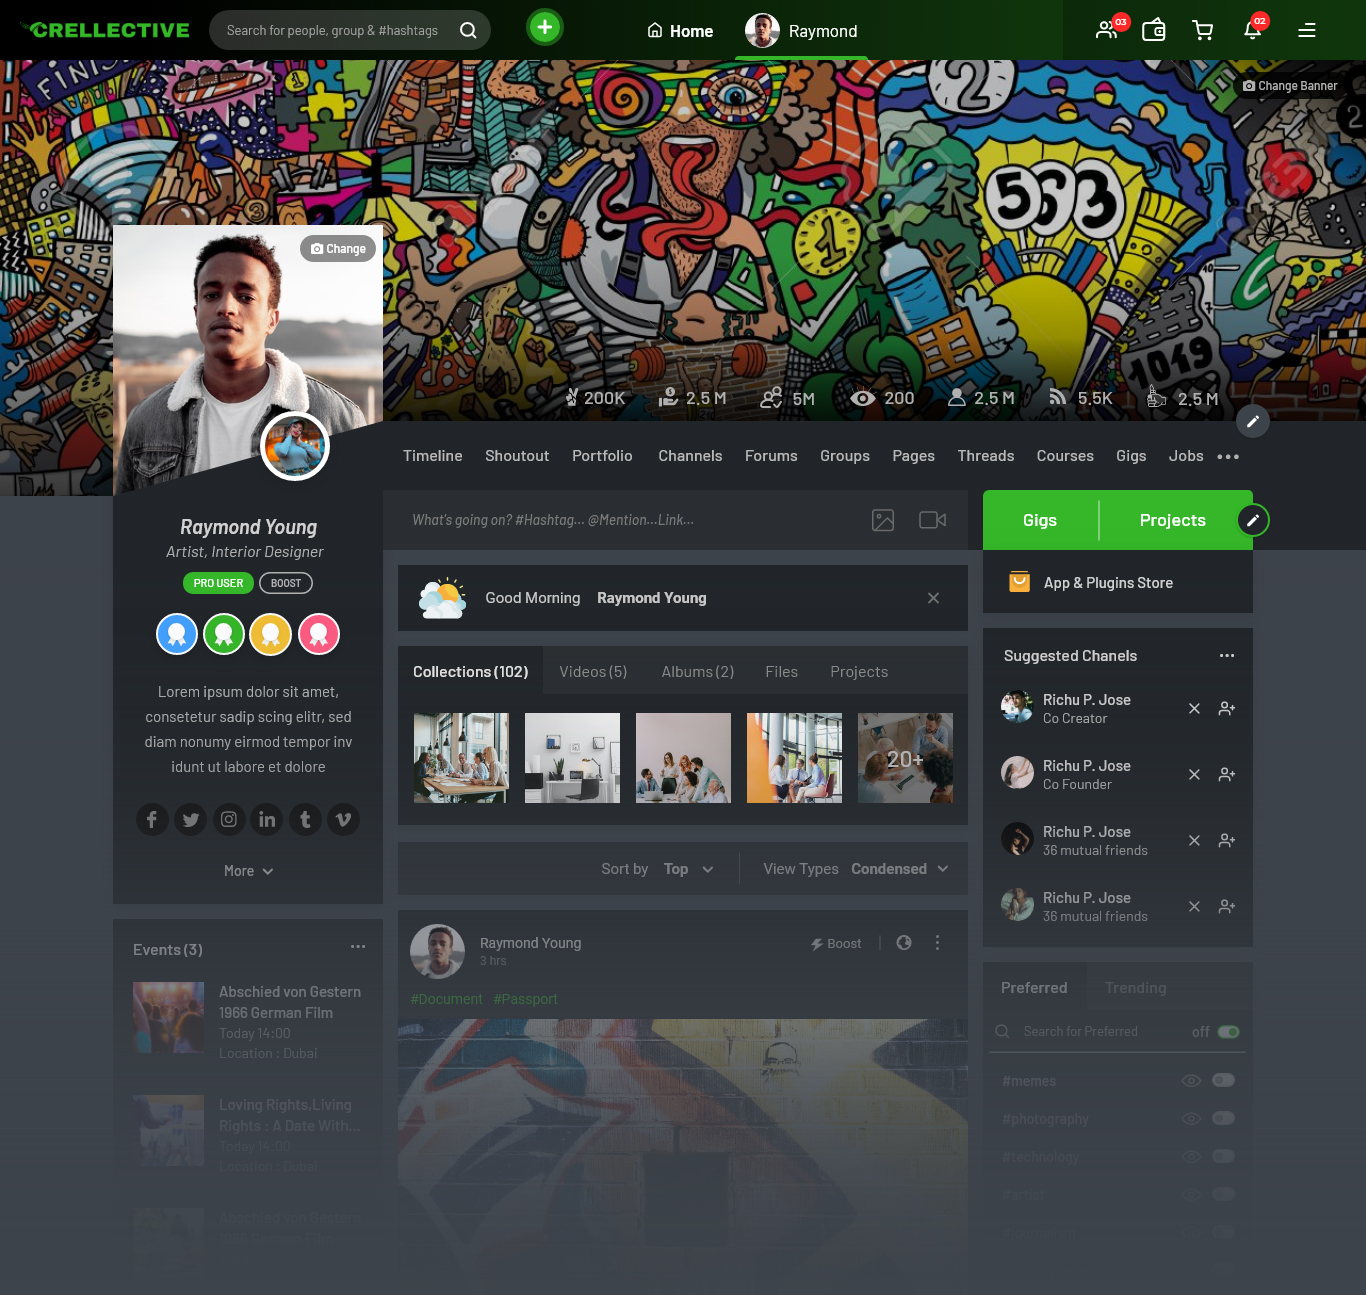 CRELLECTIVE
Search for people, group & #hashtags
Home
Raymond
03
02
FINIS
Change Banner
2
563
1
3
1049
Change
200K
2.5 M
5M
200
2.5 M
5.5K
2.5 M
Timeline
Shoutout
Portfolio
Channels
Forums
Groups
Pages
Threads
Courses
Gigs
Jobs
What's going on? #Hashtag... @Mention...Link...
Gigs
Projects
Raymond Young
Artist, Interior Designer
PRO USER
BOOST
Lorem ipsum dolor sit amet,
consetetur sadip scing elitr, sed
diam nonumy eirmod tempor inv
idunt ut labore et dolore
More
Good Morning Raymond Young
App & Plugins Store
Collections (102)
Videos (5)
Albums (2)
Files
Projects
20+
Sort by Top
View Types Condensed
Suggested Chanels
Richu P. Jose
Co Creator
Richu P. Jose
Co Founder
Richu P. Jose
36 mutual friends
Richu P. Jose
36 mutual friends
Events (3)
Abschied von Gestern
1966 German Film
Today 14:00
Location : Dubai
Loving Rights.Living
Rights : A Date With...
Today 14:00
Location : Dubai
Abschied von Gestern
Raymond Young
3 hrs
Boost
#Document #Passport
Preferred
Trending
Search for Preferred
off
#memes
#photography
#technology
#artist